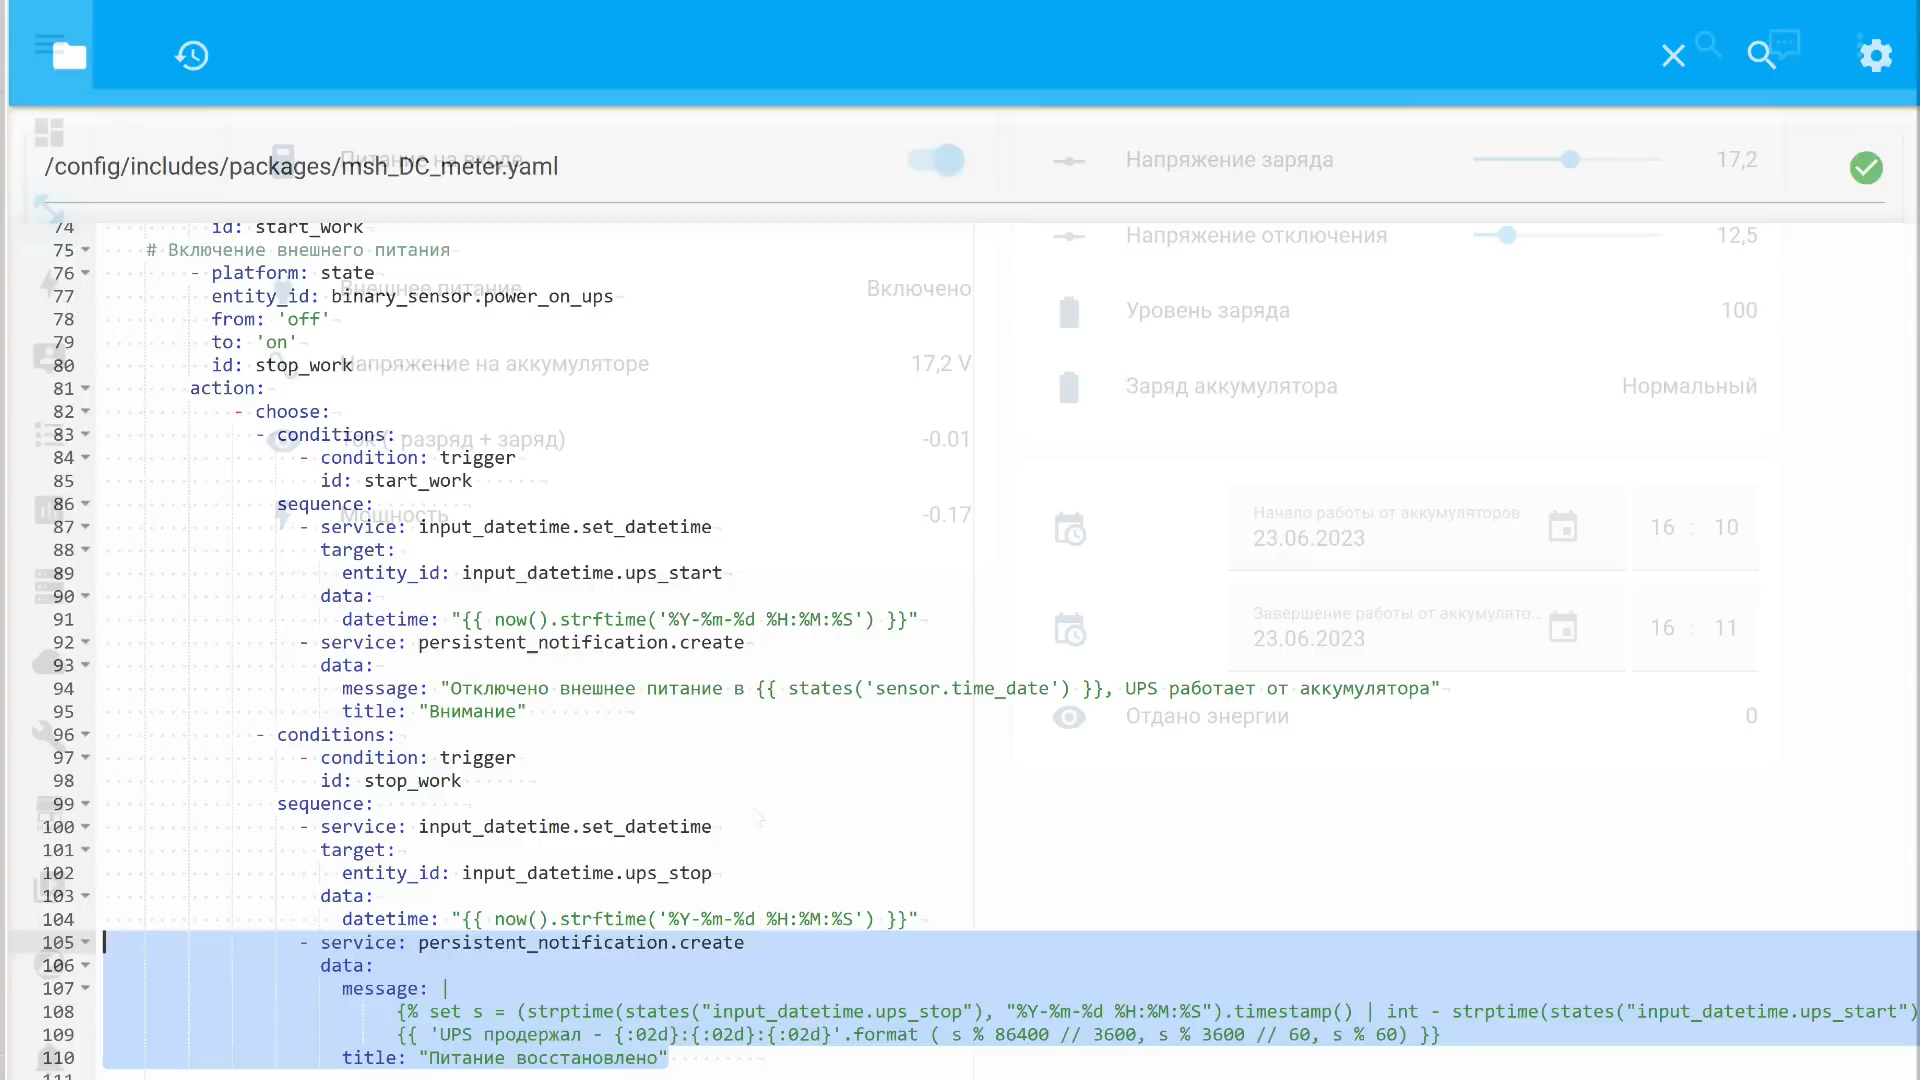 /config/includes/packages/msh_DC_meter.yaml
Питание на входе
Напряжение заряда 17,2
74 id: start_work
Напряжение отключения 12,5
75 # Включение внешнего питания
76 - platform: state
Внешнее питание Включено
77 entity_id: binary_sensor.power_on_ups
Уровень заряда 100
78 from: 'off'
79 to: 'on'
80 id: stop_work
Напряжение на аккумуляторе 17,2 V
81 action:
Заряд аккумулятора Нормальный
82 - choose:
83 - conditions:
разряд + заряд) -0.01
84 - condition: trigger
85 id: start_work
86 sequence:
Мощность -0.17
Начало работы от аккумуляторов
87 - service: input_datetime.set_datetime
23.06.2023 16 : 10
88 target:
89 entity_id: input_datetime.ups_start
90 data:
Завершение работы от аккумулято...
91 datetime: "{{ now().strftime('%Y-%m-%d %H:%M:%S') }}"
23.06.2023 16 : 11
92 - service: persistent_notification.create
93 data:
94 message: "Отключено внешнее питание в {{ states('sensor.time_date') }}, UPS работает от аккумулятора"
95 title: "Внимание"
Отдано энергии 0
96 - conditions:
97 - condition: trigger
98 id: stop_work
99 sequence:
100 - service: input_datetime.set_datetime
101 target:
102 entity_id: input_datetime.ups_stop
103 data:
104 datetime: "{{ now().strftime('%Y-%m-%d %H:%M:%S') }}"
105 - service: persistent_notification.create
106 data:
107 message: |
108 {% set s = (strptime(states("input_datetime.ups_stop"), "%Y-%m-%d %H:%M:%S").timestamp() | int - strptime(states("input_datetime.ups_start")
109 {{ 'UPS продержал - {:02d}:{:02d}:{:02d}'.format ( s % 86400 // 3600, s % 3600 // 60, s % 60) }}
110 title: "Питание восстановлено"
111